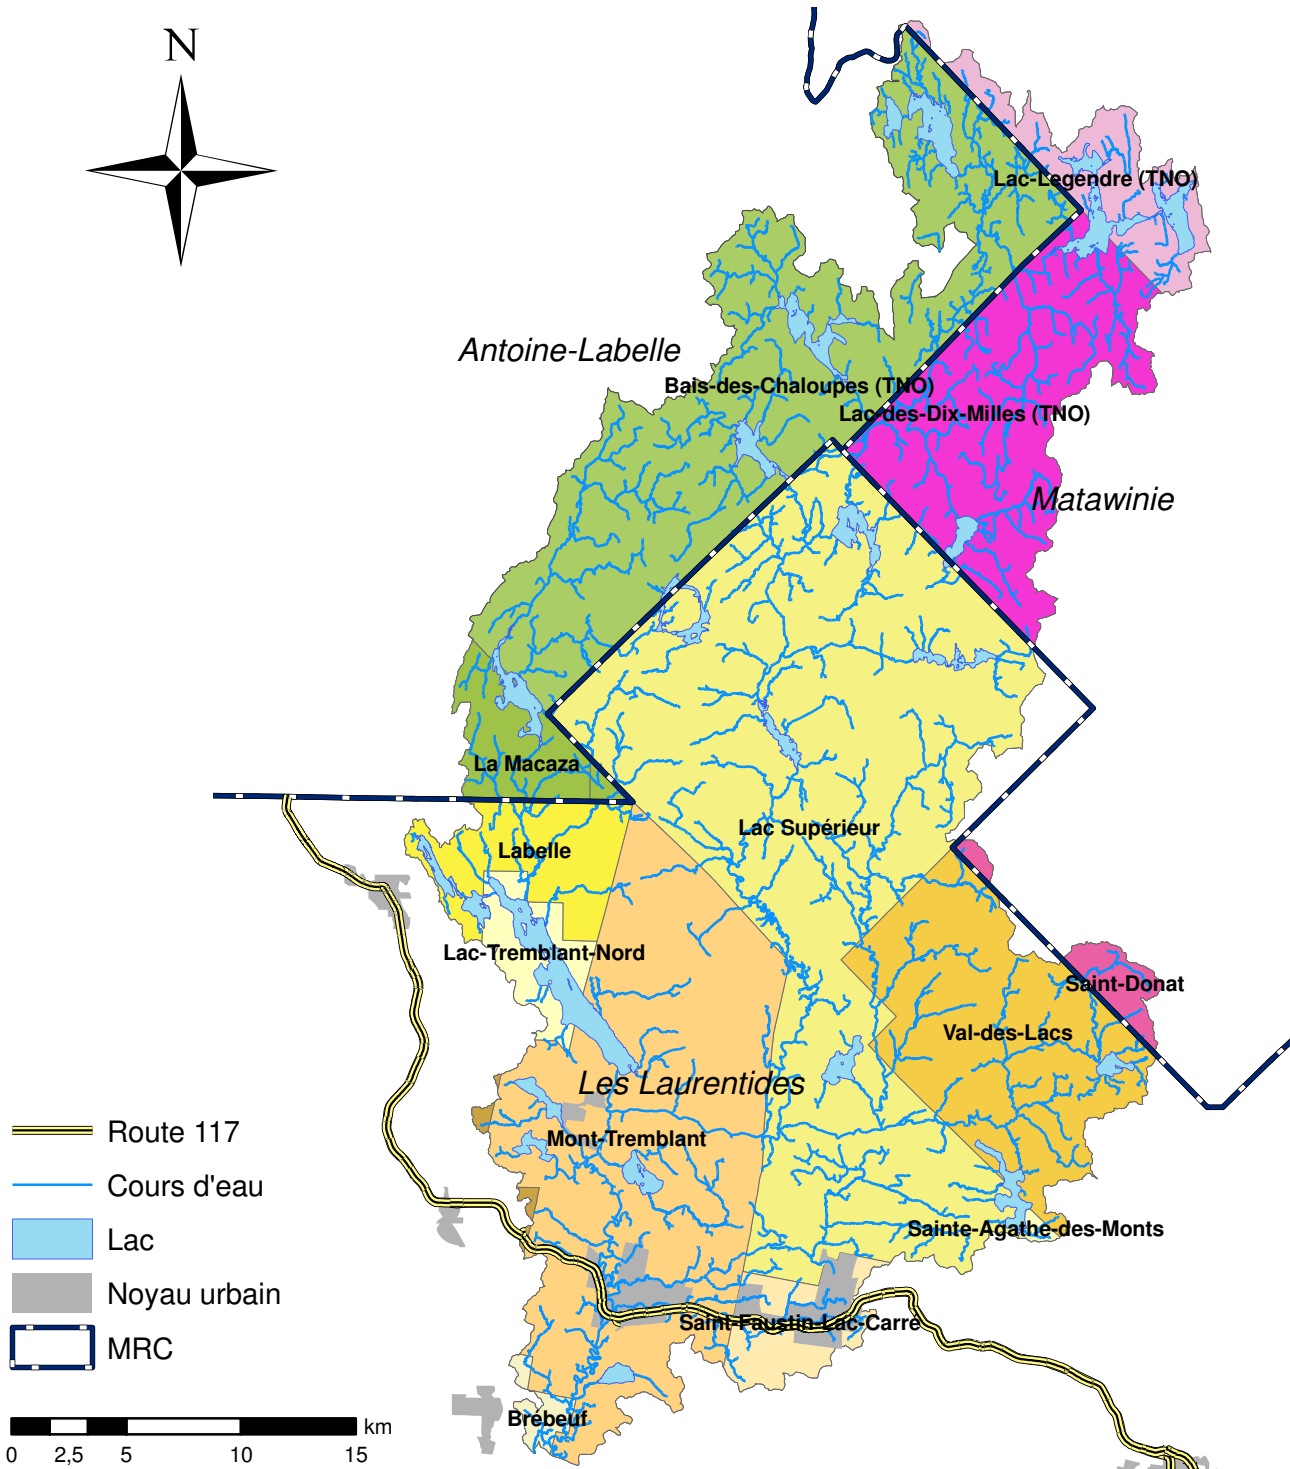 N
Lac-Legendre (TNO)
Antoine-Labelle
Bais-des-Chaloupes (TNO)
Lac-des-Dix-Milles (TNO)
Matawinie
La Macaza
Lac Supérieur
Labelle
Lac-Tremblant-Nord
Saint-Donat
Val-des-Lacs
Les Laurentides
Mont-Tremblant
Sainte-Agathe-des-Monts
Saint-Faustin-Lac-Carré
Brébeuf
Route 117
Cours d'eau
Lac
Noyau urbain
MRC
km
0 2,5 5 10 15